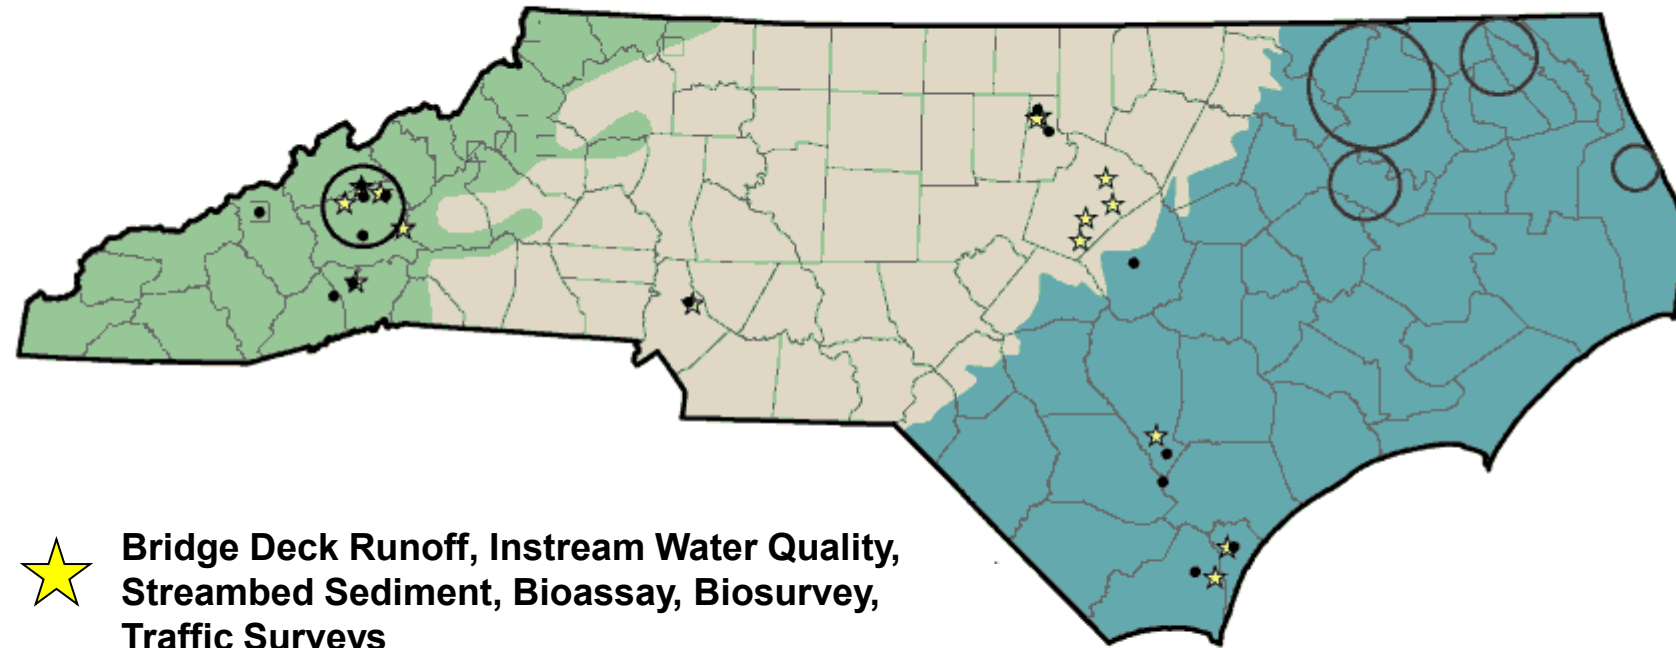 Bridge Deck Runoff, Instream Water Quality,
Streambed Sediment, Bioassay, Biosurvey,
Traffic Surveys